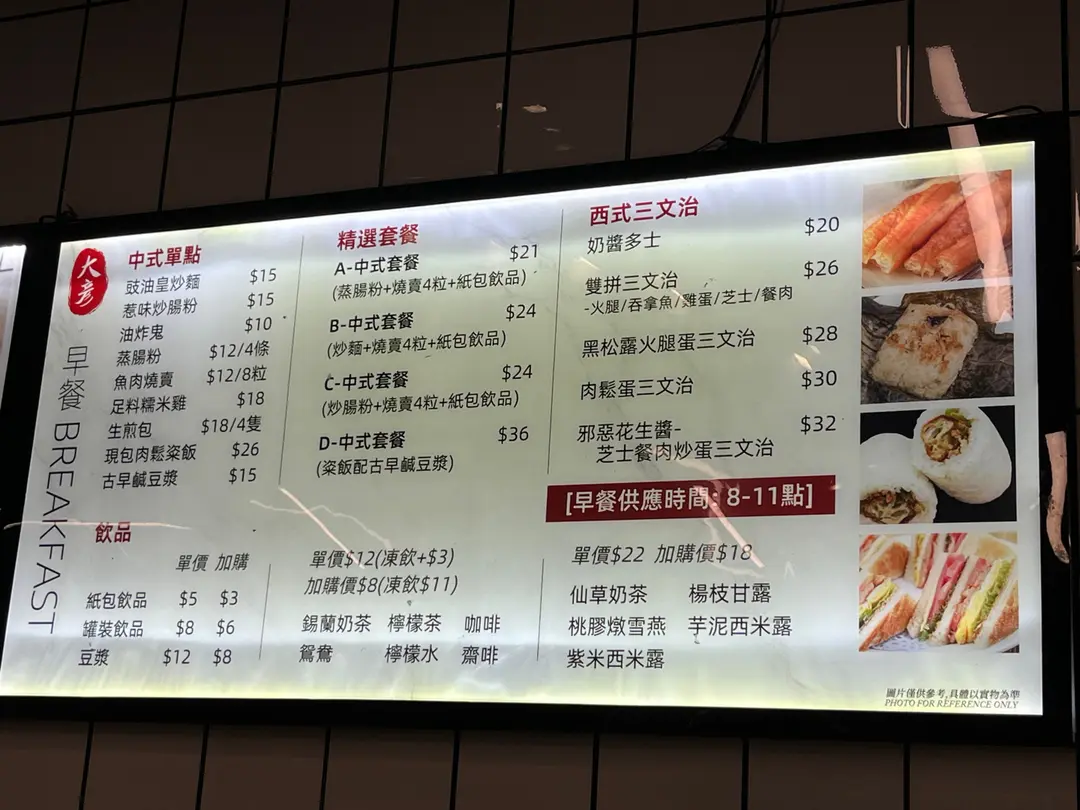 大彥
早餐 BREAKFAST
中式單點
豉油皇炒麵 $15
惹味炒腸粉 $15
油炸鬼 $10
蒸腸粉 $12/4條
魚肉燒賣 $12/8粒
足料糯米雞 $18
生煎包 $18/4隻
現包肉鬆粢飯 $26
古早鹹豆漿 $15
精選套餐
A-中式套餐 $21
(蒸腸粉+燒賣4粒+紙包飲品)
B-中式套餐 $24
(炒麵+燒賣4粒+紙包飲品)
C-中式套餐 $24
(炒腸粉+燒賣4粒+紙包飲品)
D-中式套餐 $36
(粢飯配古早鹹豆漿)
西式三文治
奶醬多士 $20
雙拼三文治 $26
-火腿/吞拿魚/雞蛋/芝士/餐肉
黑松露火腿蛋三文治 $28
肉鬆蛋三文治 $30
邪惡花生醬- $32
芝士餐肉炒蛋三文治
[早餐供應時間: 8-11點]
飲品
單價 加購
紙包飲品 $5 $3
罐裝飲品 $8 $6
豆漿 $12 $8
單價$12(凍飲+$3)
加購價$8(凍飲$11)
錫蘭奶茶 檸檬茶 咖啡
鴛鴦 檸檬水 齋啡
單價$22 加購價$18
仙草奶茶 楊枝甘露
桃膠燉雪燕 芋泥西米露
紫米西米露
圖片僅供參考,具體以實物為準
PHOTO FOR REFERENCE ONLY